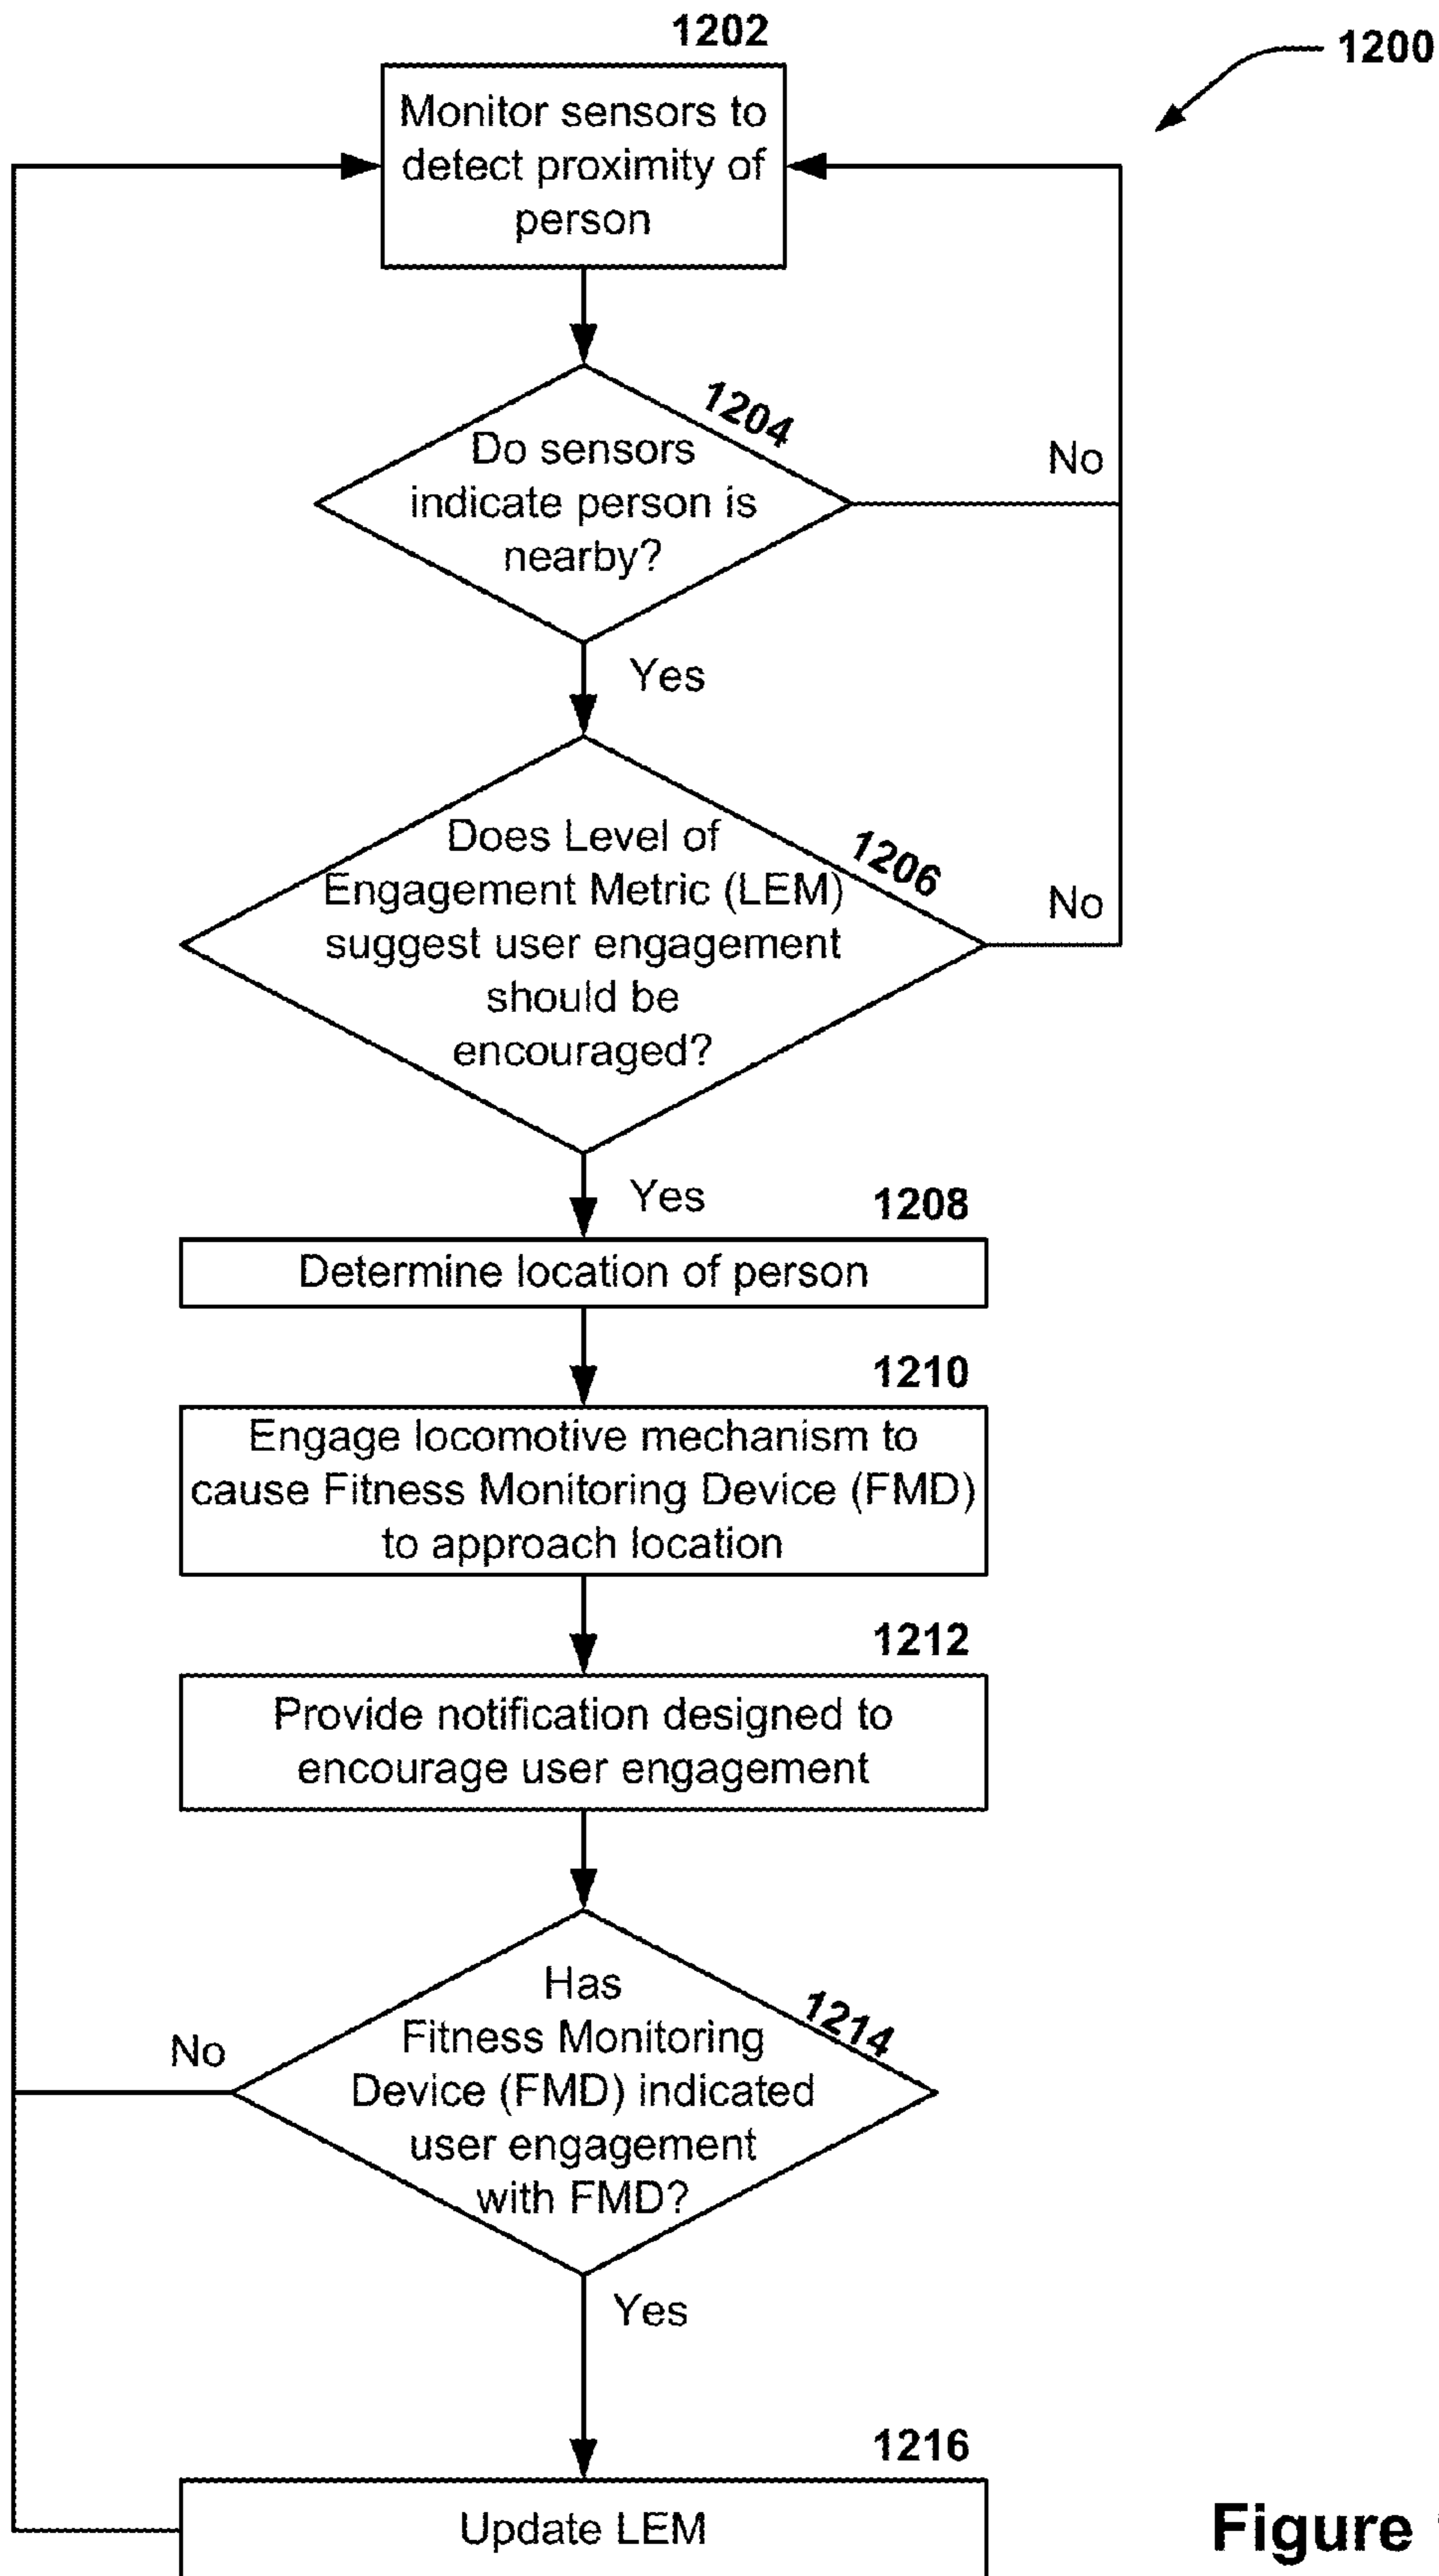 1202
1200
Monitor sensors to
detect proximity of
person
1204
Do sensors
indicate person is
nearby?
No
Yes
1206
Does Level of
Engagement Metric (LEM)
suggest user engagement
should be
encouraged?
No
Yes
1208
Determine location of person
1210
Engage locomotive mechanism to
cause Fitness Monitoring Device (FMD)
to approach location
1212
Provide notification designed to
encourage user engagement
1214
Has
Fitness Monitoring
Device (FMD) indicated
user engagement
with FMD?
No
Yes
1216
Update LEM
Figure